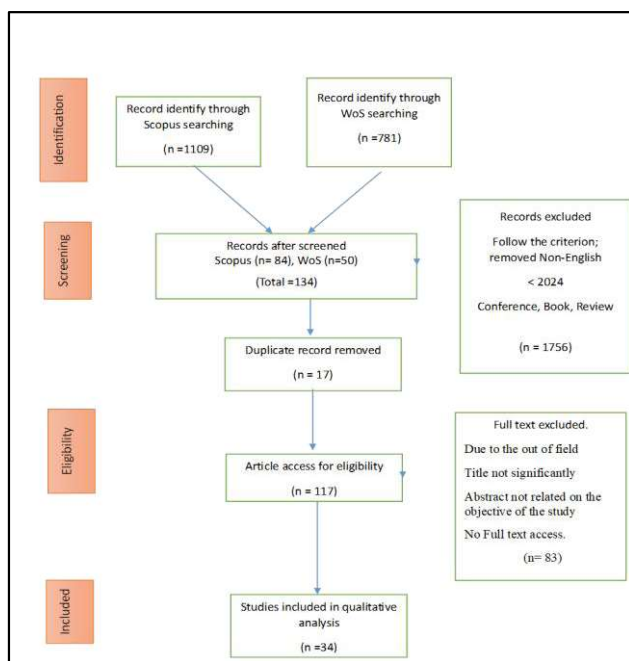 Identification
Record identify through
Scopus searching
(n =1109)
Record identify through
WoS searching
(n =781)
Screening
Records after screened
Scopus (n= 84), WoS (n=50)
(Total =134)
Records excluded
Follow the criterion;
removed Non-English
< 2024
Conference, Book, Review
(n = 1756)
Duplicate record removed
(n = 17)
Eligibility
Article access for eligibility
(n = 117)
Full text excluded.
Due to the out of field
Title not significantly
Abstract not related on the
objective of the study
No Full text access.
(n= 83)
Included
Studies included in qualitative
analysis
(n =34)